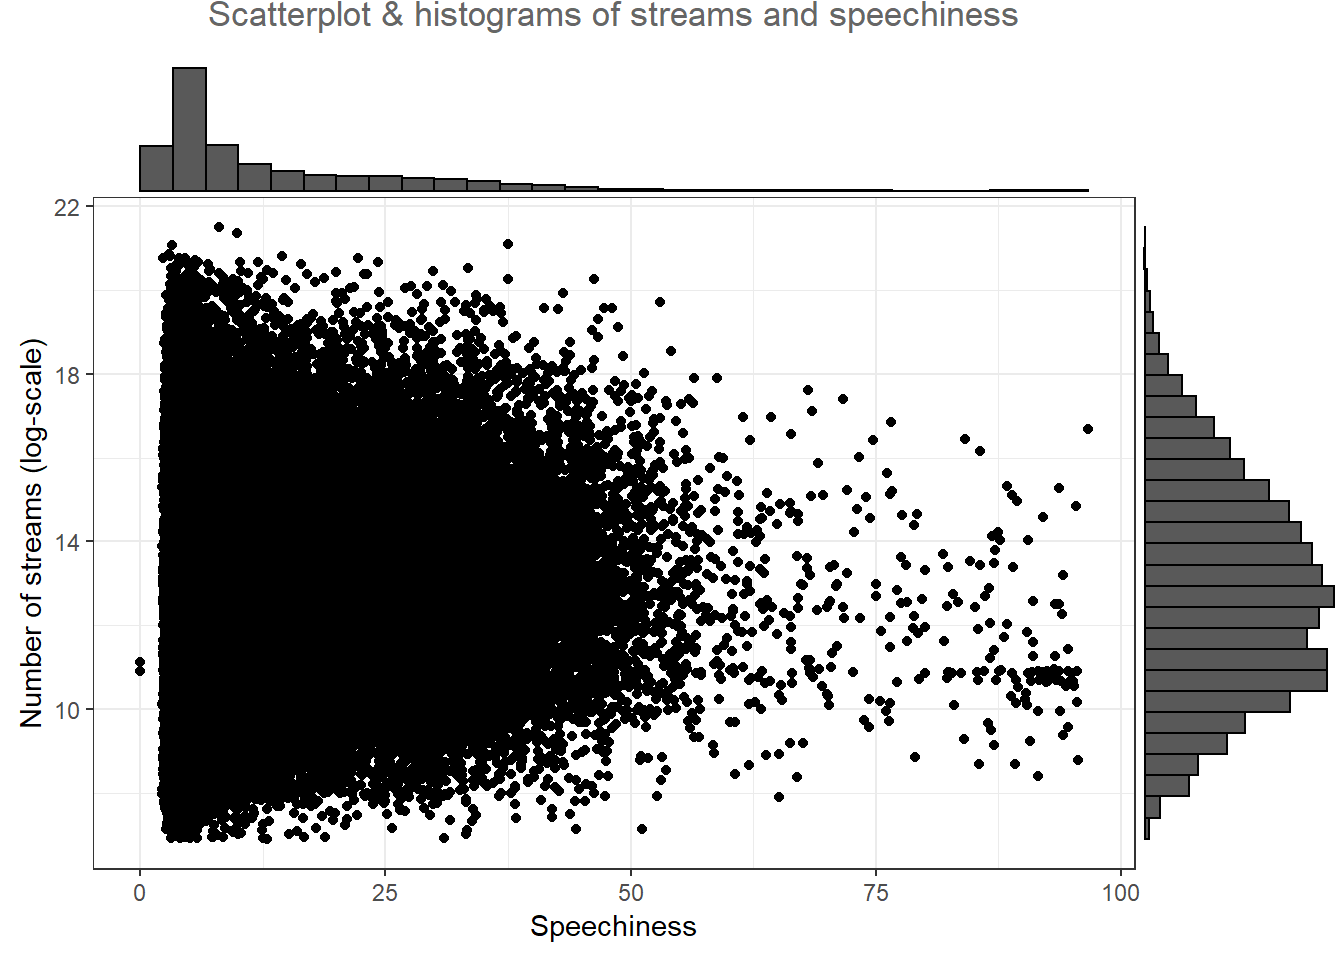 Scatterplot & histograms of streams and speechiness
22
18
14
10
Number of streams (log-scale)
0 25 50 75 100
Speechiness